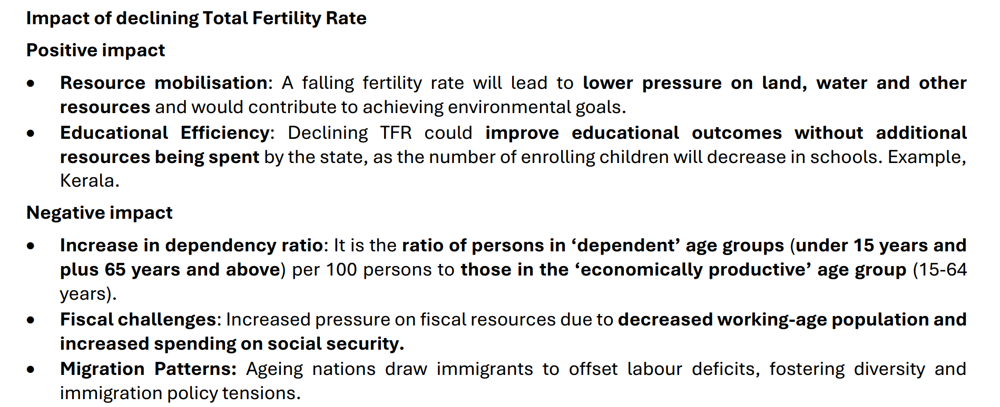 Impact of declining Total Fertility Rate
Positive impact
• Resource mobilisation: A falling fertility rate will lead to lower pressure on land, water and other
resources and would contribute to achieving environmental goals.
• Educational Efficiency: Declining TFR could improve educational outcomes without additional
resources being spent by the state, as the number of enrolling children will decrease in schools. Example,
Kerala.
Negative impact
• Increase in dependency ratio: It is the ratio of persons in ‘dependent’ age groups (under 15 years and
plus 65 years and above) per 100 persons to those in the ‘economically productive’ age group (15-64
years).
• Fiscal challenges: Increased pressure on fiscal resources due to decreased working-age population and
increased spending on social security.
• Migration Patterns: Ageing nations draw immigrants to offset labour deficits, fostering diversity and
immigration policy tensions.